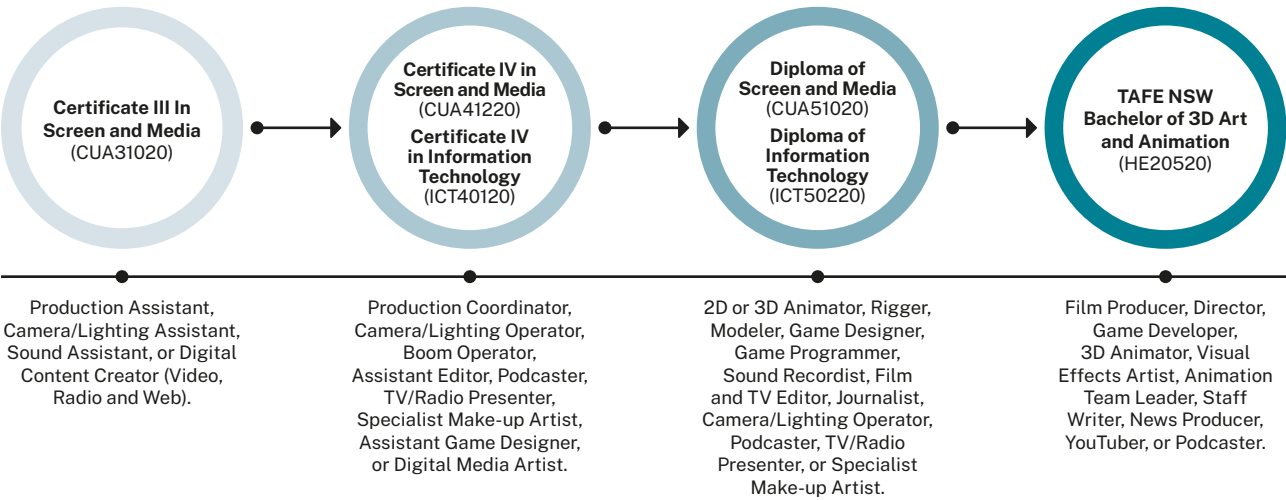 Certificate III In
Screen and Media
(CUA31020)
Certificate IV in
Screen and Media
(CUA41220)
Certificate IV
in Information
Technology
(ICT40120)
Diploma of
Screen and Media
(CUA51020)
Diploma of
Information
Technology
(ICT50220)
TAFE NSW
Bachelor of 3D Art
and Animation
(HE20520)
Production Assistant,
Camera/Lighting Assistant,
Sound Assistant, or Digital
Content Creator (Video,
Radio and Web).
Production Coordinator,
Camera/Lighting Operator,
Boom Operator,
Assistant Editor, Podcaster,
TV/Radio Presenter,
Specialist Make-up Artist,
Assistant Game Designer,
or Digital Media Artist.
2D or 3D Animator, Rigger,
Modeler, Game Designer,
Game Programmer,
Sound Recordist, Film
and TV Editor, Journalist,
Camera/Lighting Operator,
Podcaster, TV/Radio
Presenter, or Specialist
Make-up Artist.
Film Producer, Director,
Game Developer,
3D Animator, Visual
Effects Artist, Animation
Team Leader, Staff
Writer, News Producer,
YouTuber, or Podcaster.